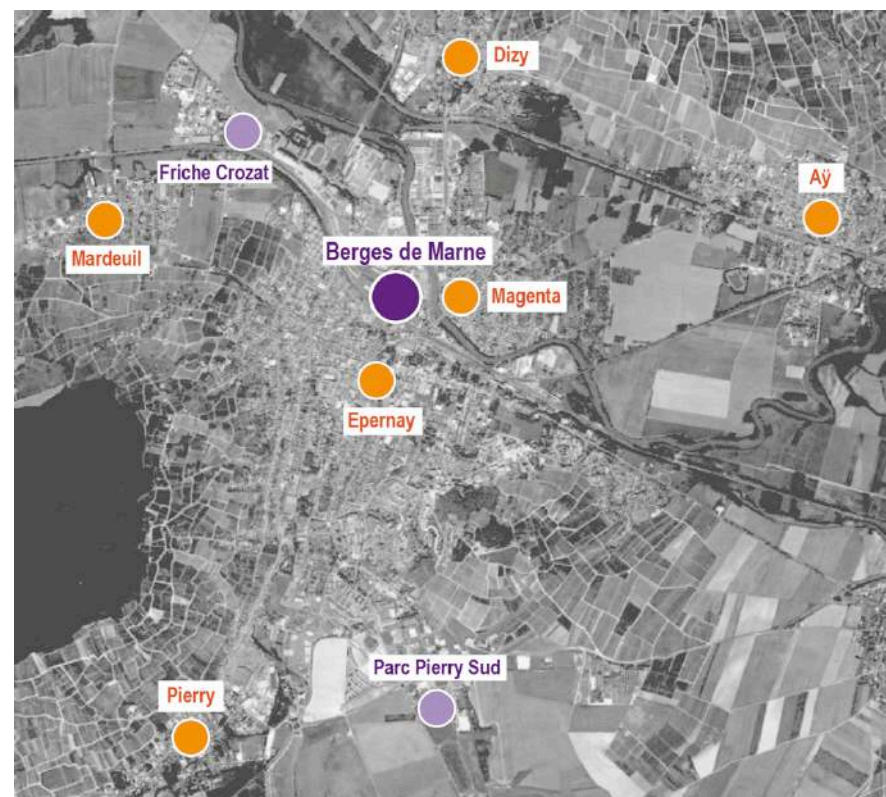 Dizy
Friche Crozat
Aÿ
Mardeuil
Berges de Marne
Magenta
Epernay
Parc Pierry Sud
Pierry